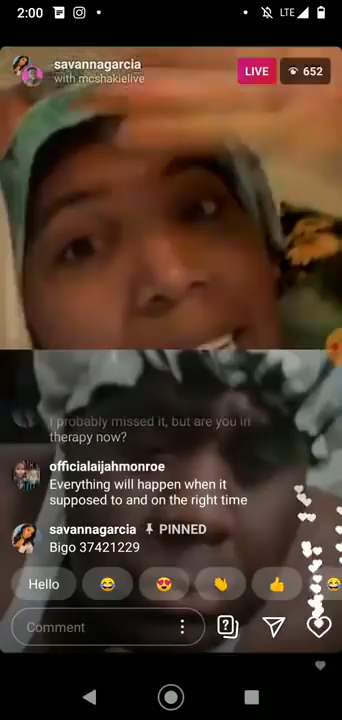 2:00
LTE
savannagarcia
with mcshakielive
LIVE
652
I probably missed it, but are you in
therapy now?
officialaijahmonroe
Everything will happen when it
supposed to and on the right time
savannagarcia PINNED
Bigo 37421229
Hello
Comment